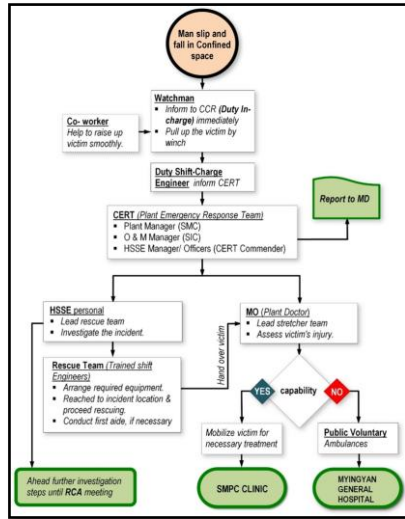 Man slip and
fall in Confined
space
Watchman
Inform to CCR (Duty In-
charge) immediately
Pull up the victim by
winch
Co- worker
Help to raise up
victim smoothly.
Duty Shift-Charge
Engineer inform CERT
CERT (Plant Emergency Response Team)
Plant Manager (SMC)
O & M Manager (SIC)
HSSE Manager/ Officers (CERT Commender)
Report to MD
HSSE personal
Lead rescue team
Investigate the incident.
MO (Plant Doctor)
Lead stretcher team
Assess victim's injury.
Rescue Team (Trained shift
Engineers)
Arrange required equipment.
Reached to incident location &
proceed rescuing.
Conduct first aide, if necessary
Hand over victim
YES
capability
NO
Mobilize victim for
necessary treatment
Public Voluntary
Ambulances
Ahead further investigation
steps until RCA meeting
SMPC CLINIC
MYINGYAN
GENERAL
HOSPITAL